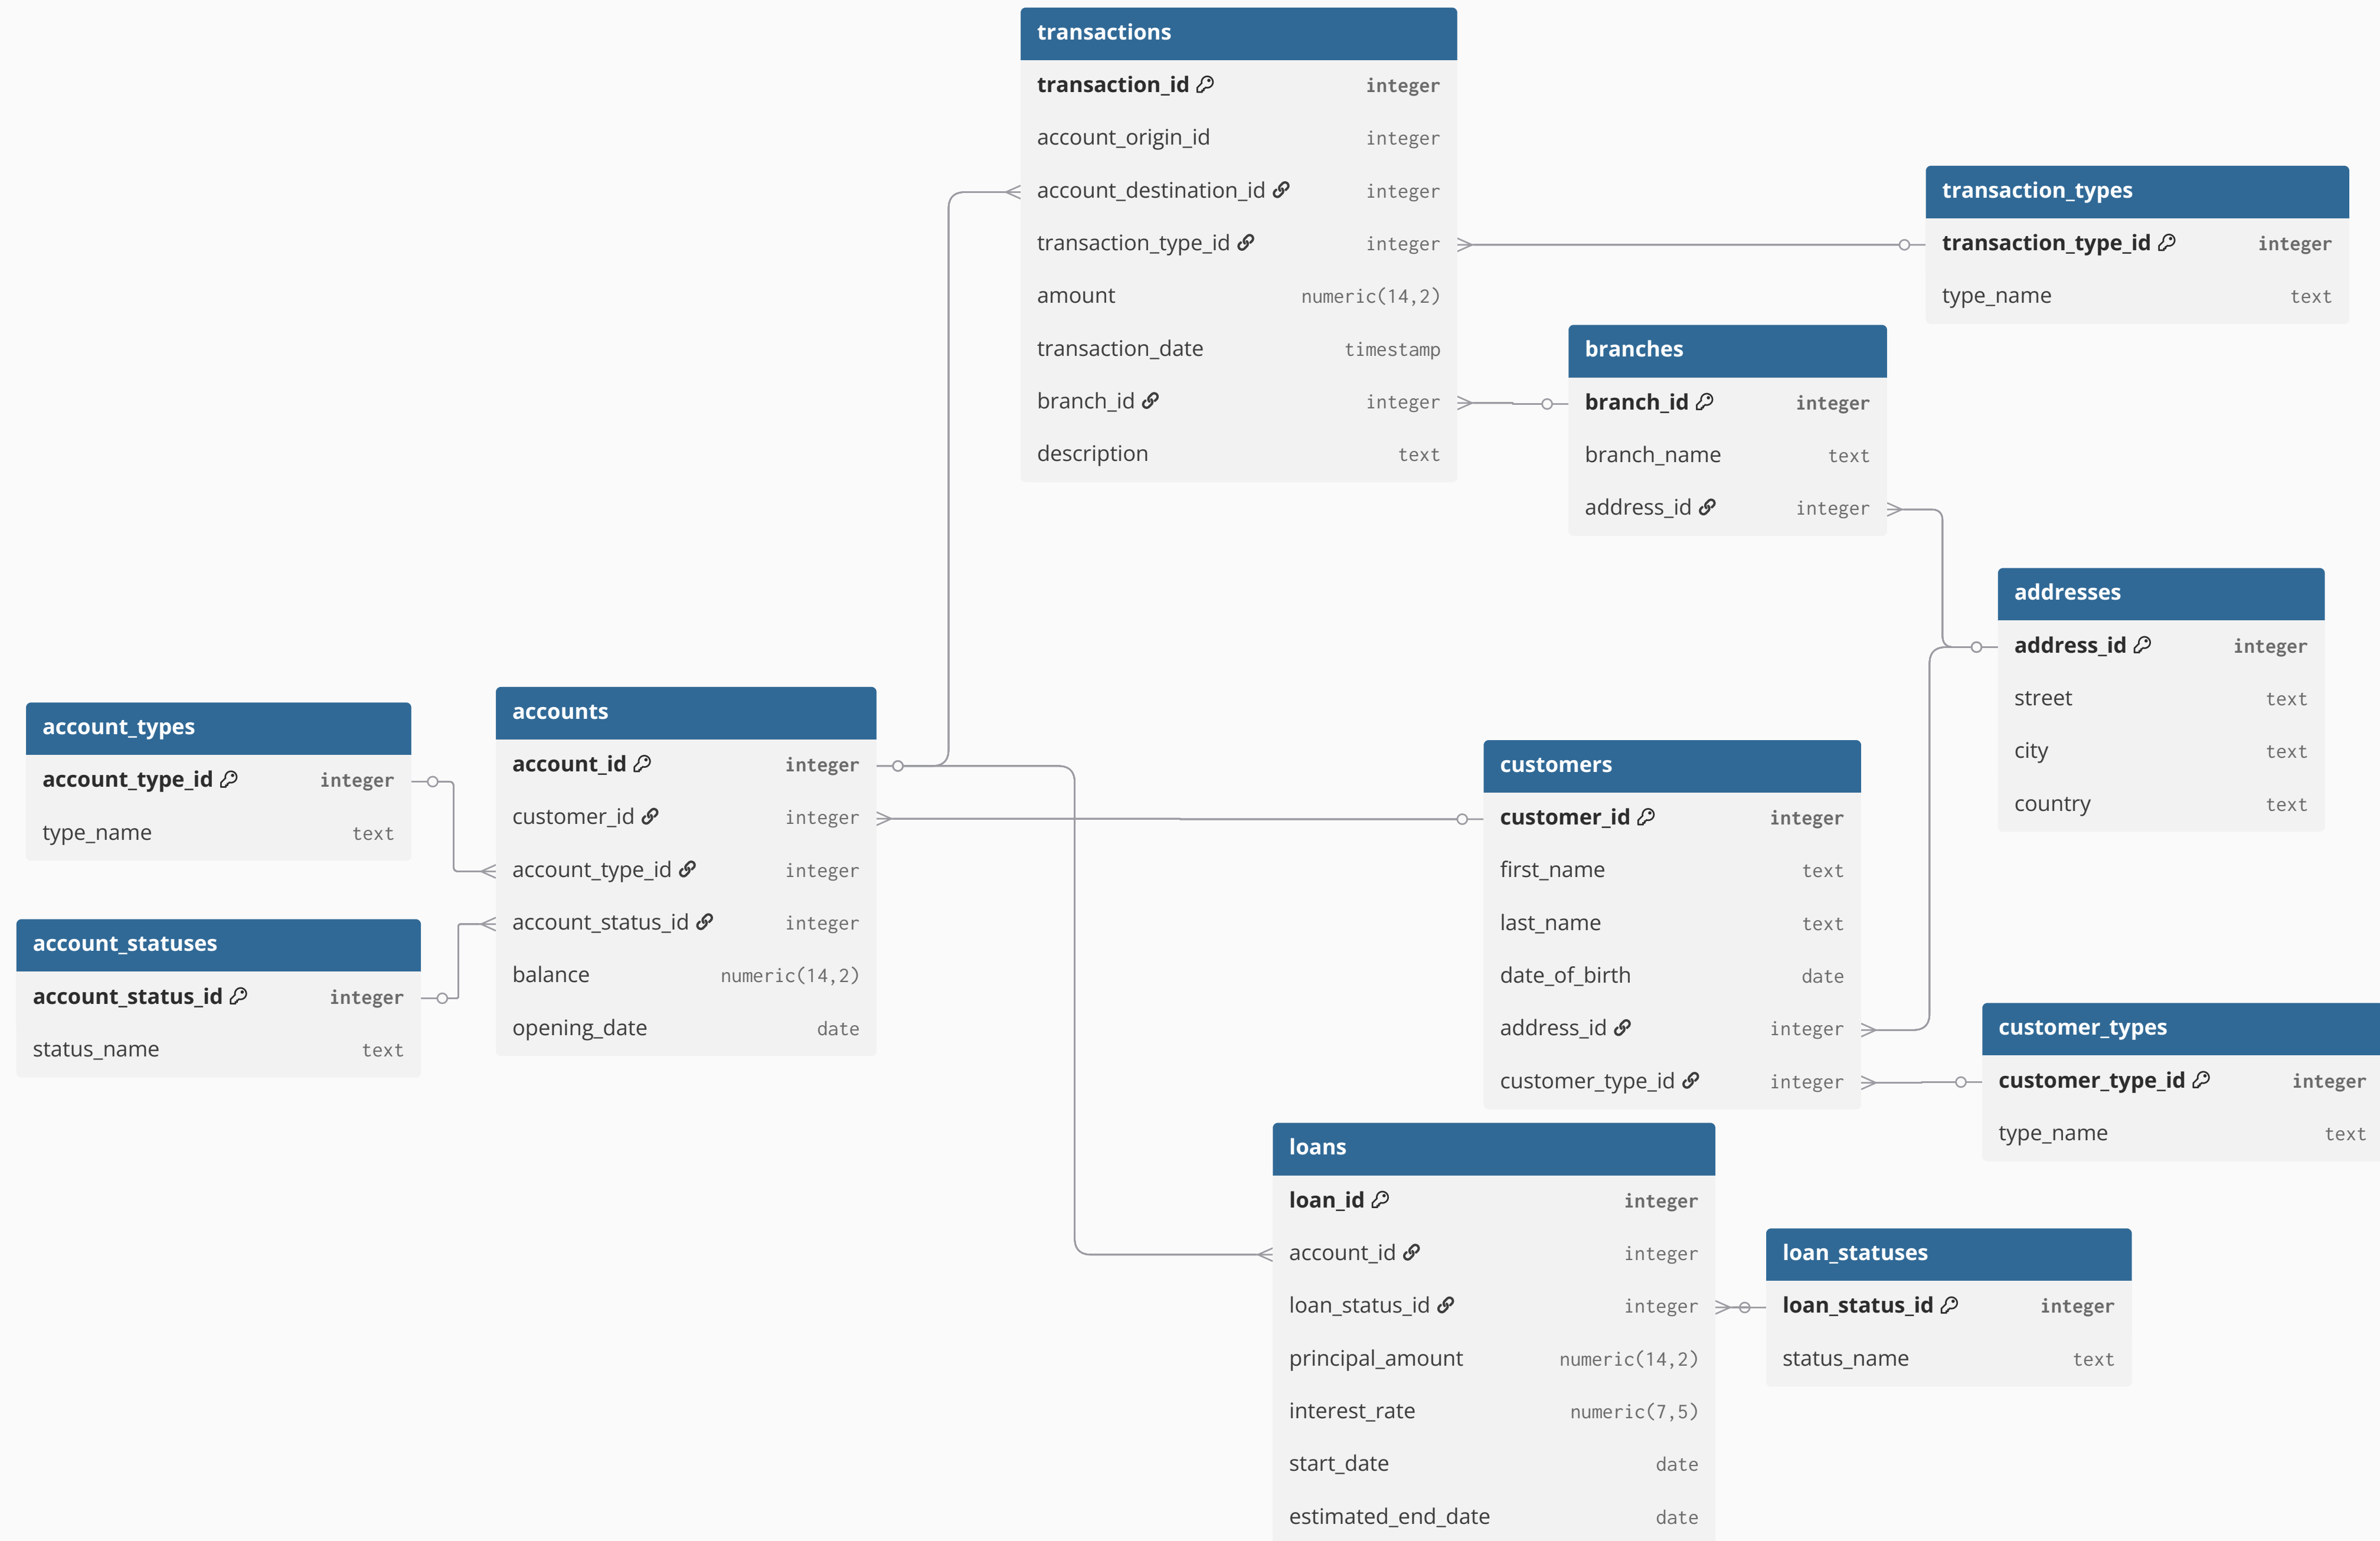 transactions
transaction_id integer
account_origin_id integer
account_destination_id integer
transaction_type_id integer
amount numeric(14,2)
transaction_date timestamp
branch_id integer
description text
transaction_types
transaction_type_id integer
type_name text
branches
branch_id integer
branch_name text
address_id integer
addresses
address_id integer
street text
city text
country text
account_types
account_type_id integer
type_name text
accounts
account_id integer
customer_id integer
account_type_id integer
account_status_id integer
balance numeric(14,2)
opening_date date
customers
customer_id integer
first_name text
last_name text
date_of_birth date
address_id integer
customer_type_id integer
account_statuses
account_status_id integer
status_name text
customer_types
customer_type_id integer
type_name text
loans
loan_id integer
account_id integer
loan_status_id integer
principal_amount numeric(14,2)
interest_rate numeric(7,5)
start_date date
estimated_end_date date
loan_statuses
loan_status_id integer
status_name text